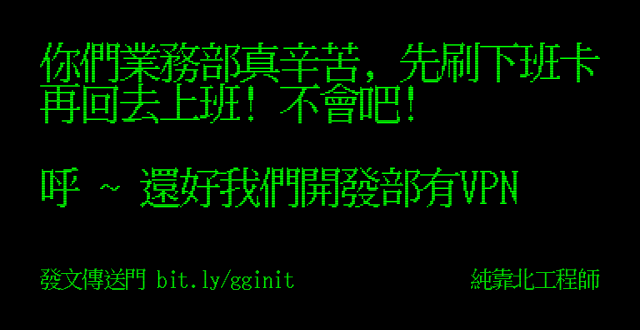 你們業務部真辛苦, 先刷下班卡
再回去上班! 不會吧!
呼 ~ 還好我們開發部有VPN
發文傳送門 bit.ly/gginit
純靠北工程師